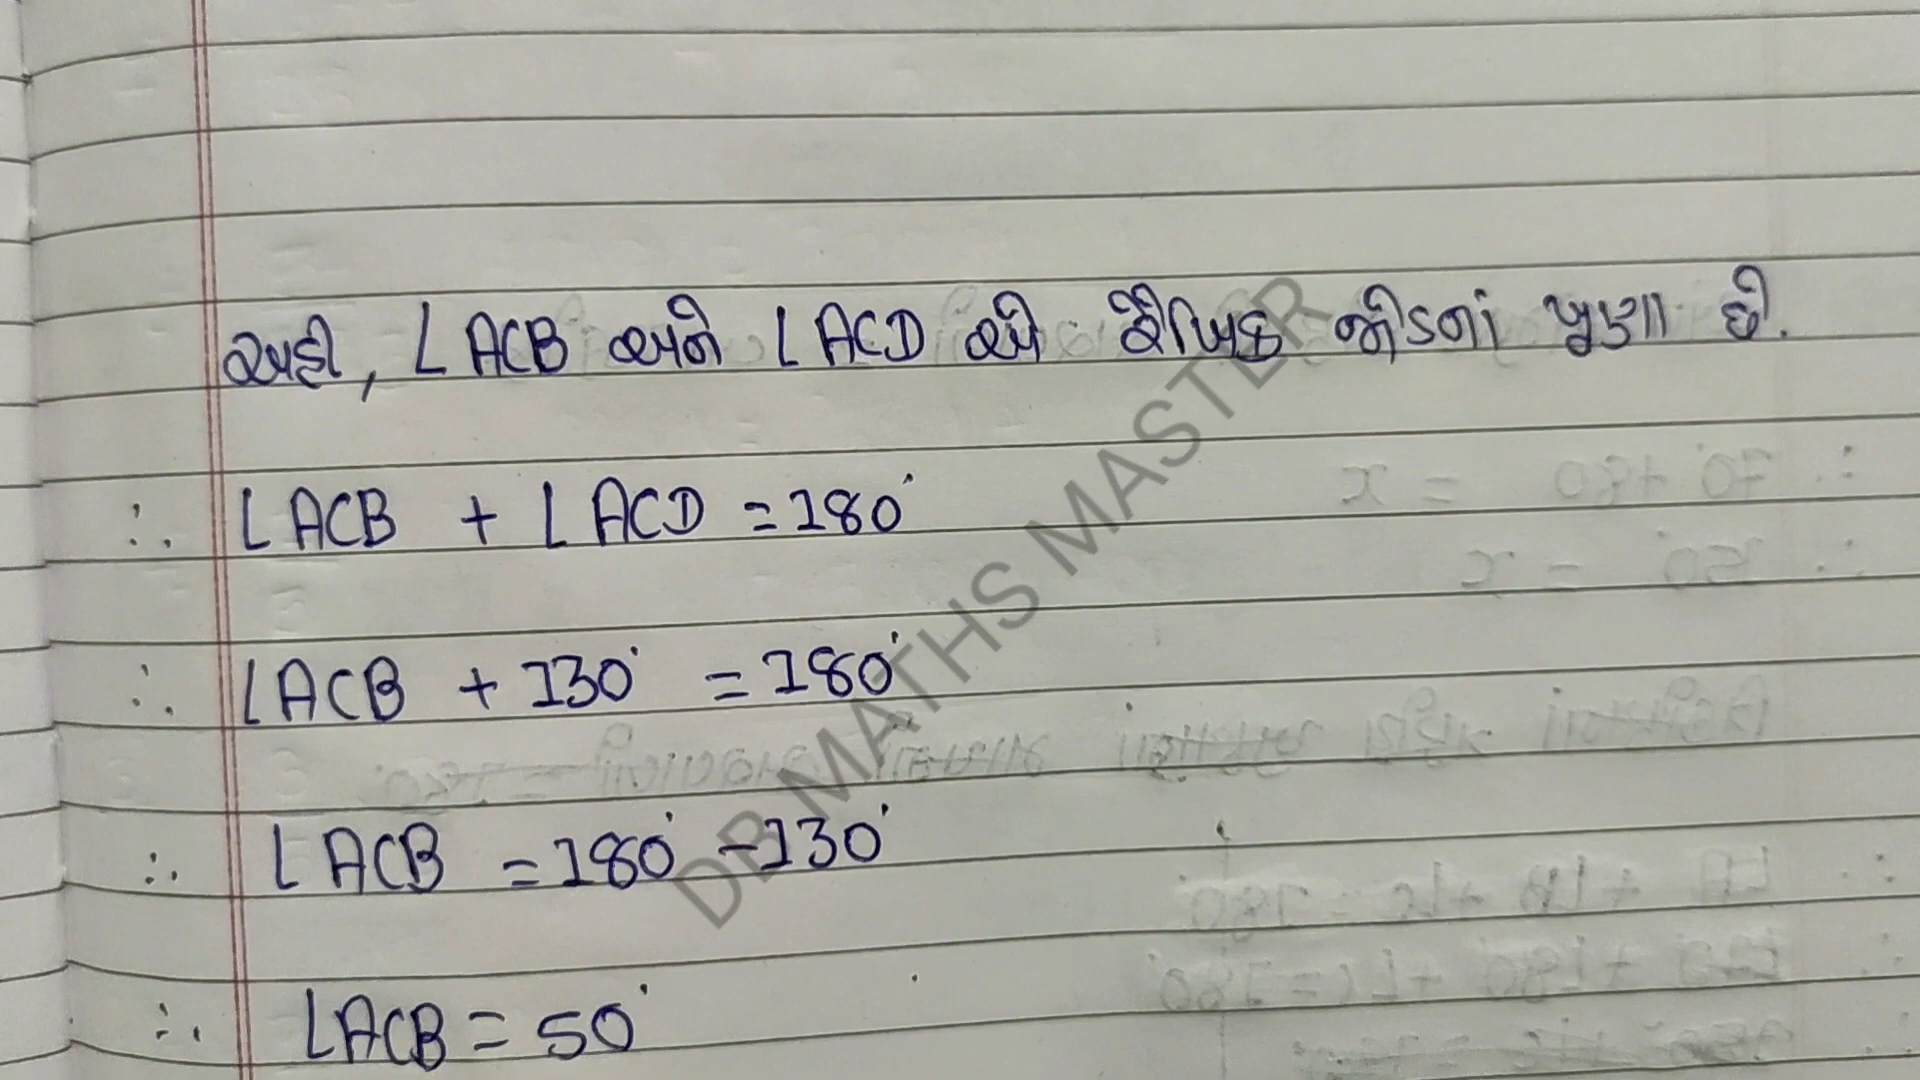 અહી, ∠ACB અને ∠ACD એ રૈખિક જોડનાં ખુણા છે.
∴ ∠ACB + ∠ACD = 180°
∴ ∠ACB + 130° = 180°
∴ ∠ACB = 180° - 130°
∴ ∠ACB = 50°
DB MATHS MASTER